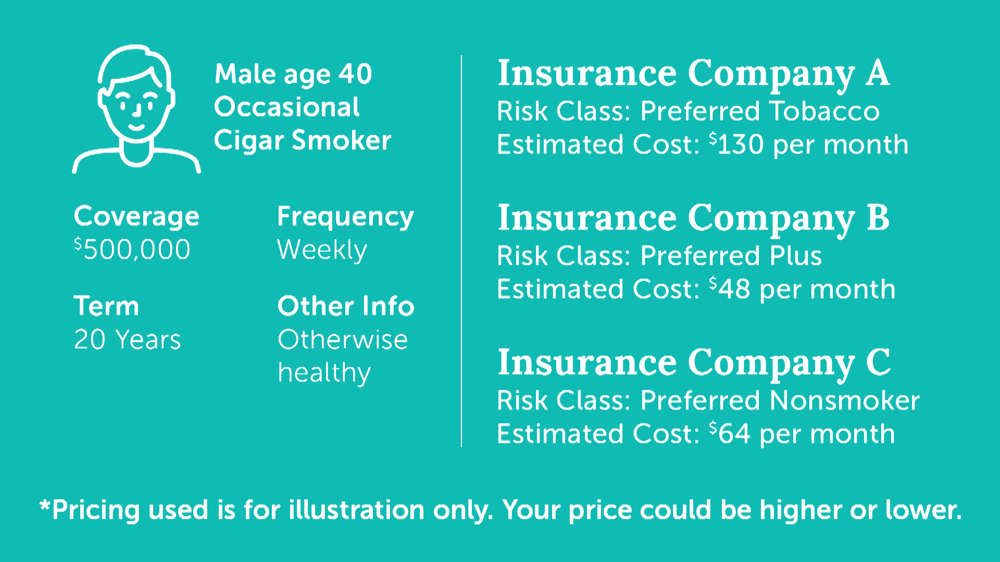 Male age 40
Occasional
Cigar Smoker
Coverage
$500,000
Frequency
Weekly
Term
20 Years
Other Info
Otherwise
healthy
Insurance Company A
Risk Class: Preferred Tobacco
Estimated Cost: $130 per month
Insurance Company B
Risk Class: Preferred Plus
Estimated Cost: $48 per month
Insurance Company C
Risk Class: Preferred Nonsmoker
Estimated Cost: $64 per month
*Pricing used is for illustration only. Your price could be higher or lower.